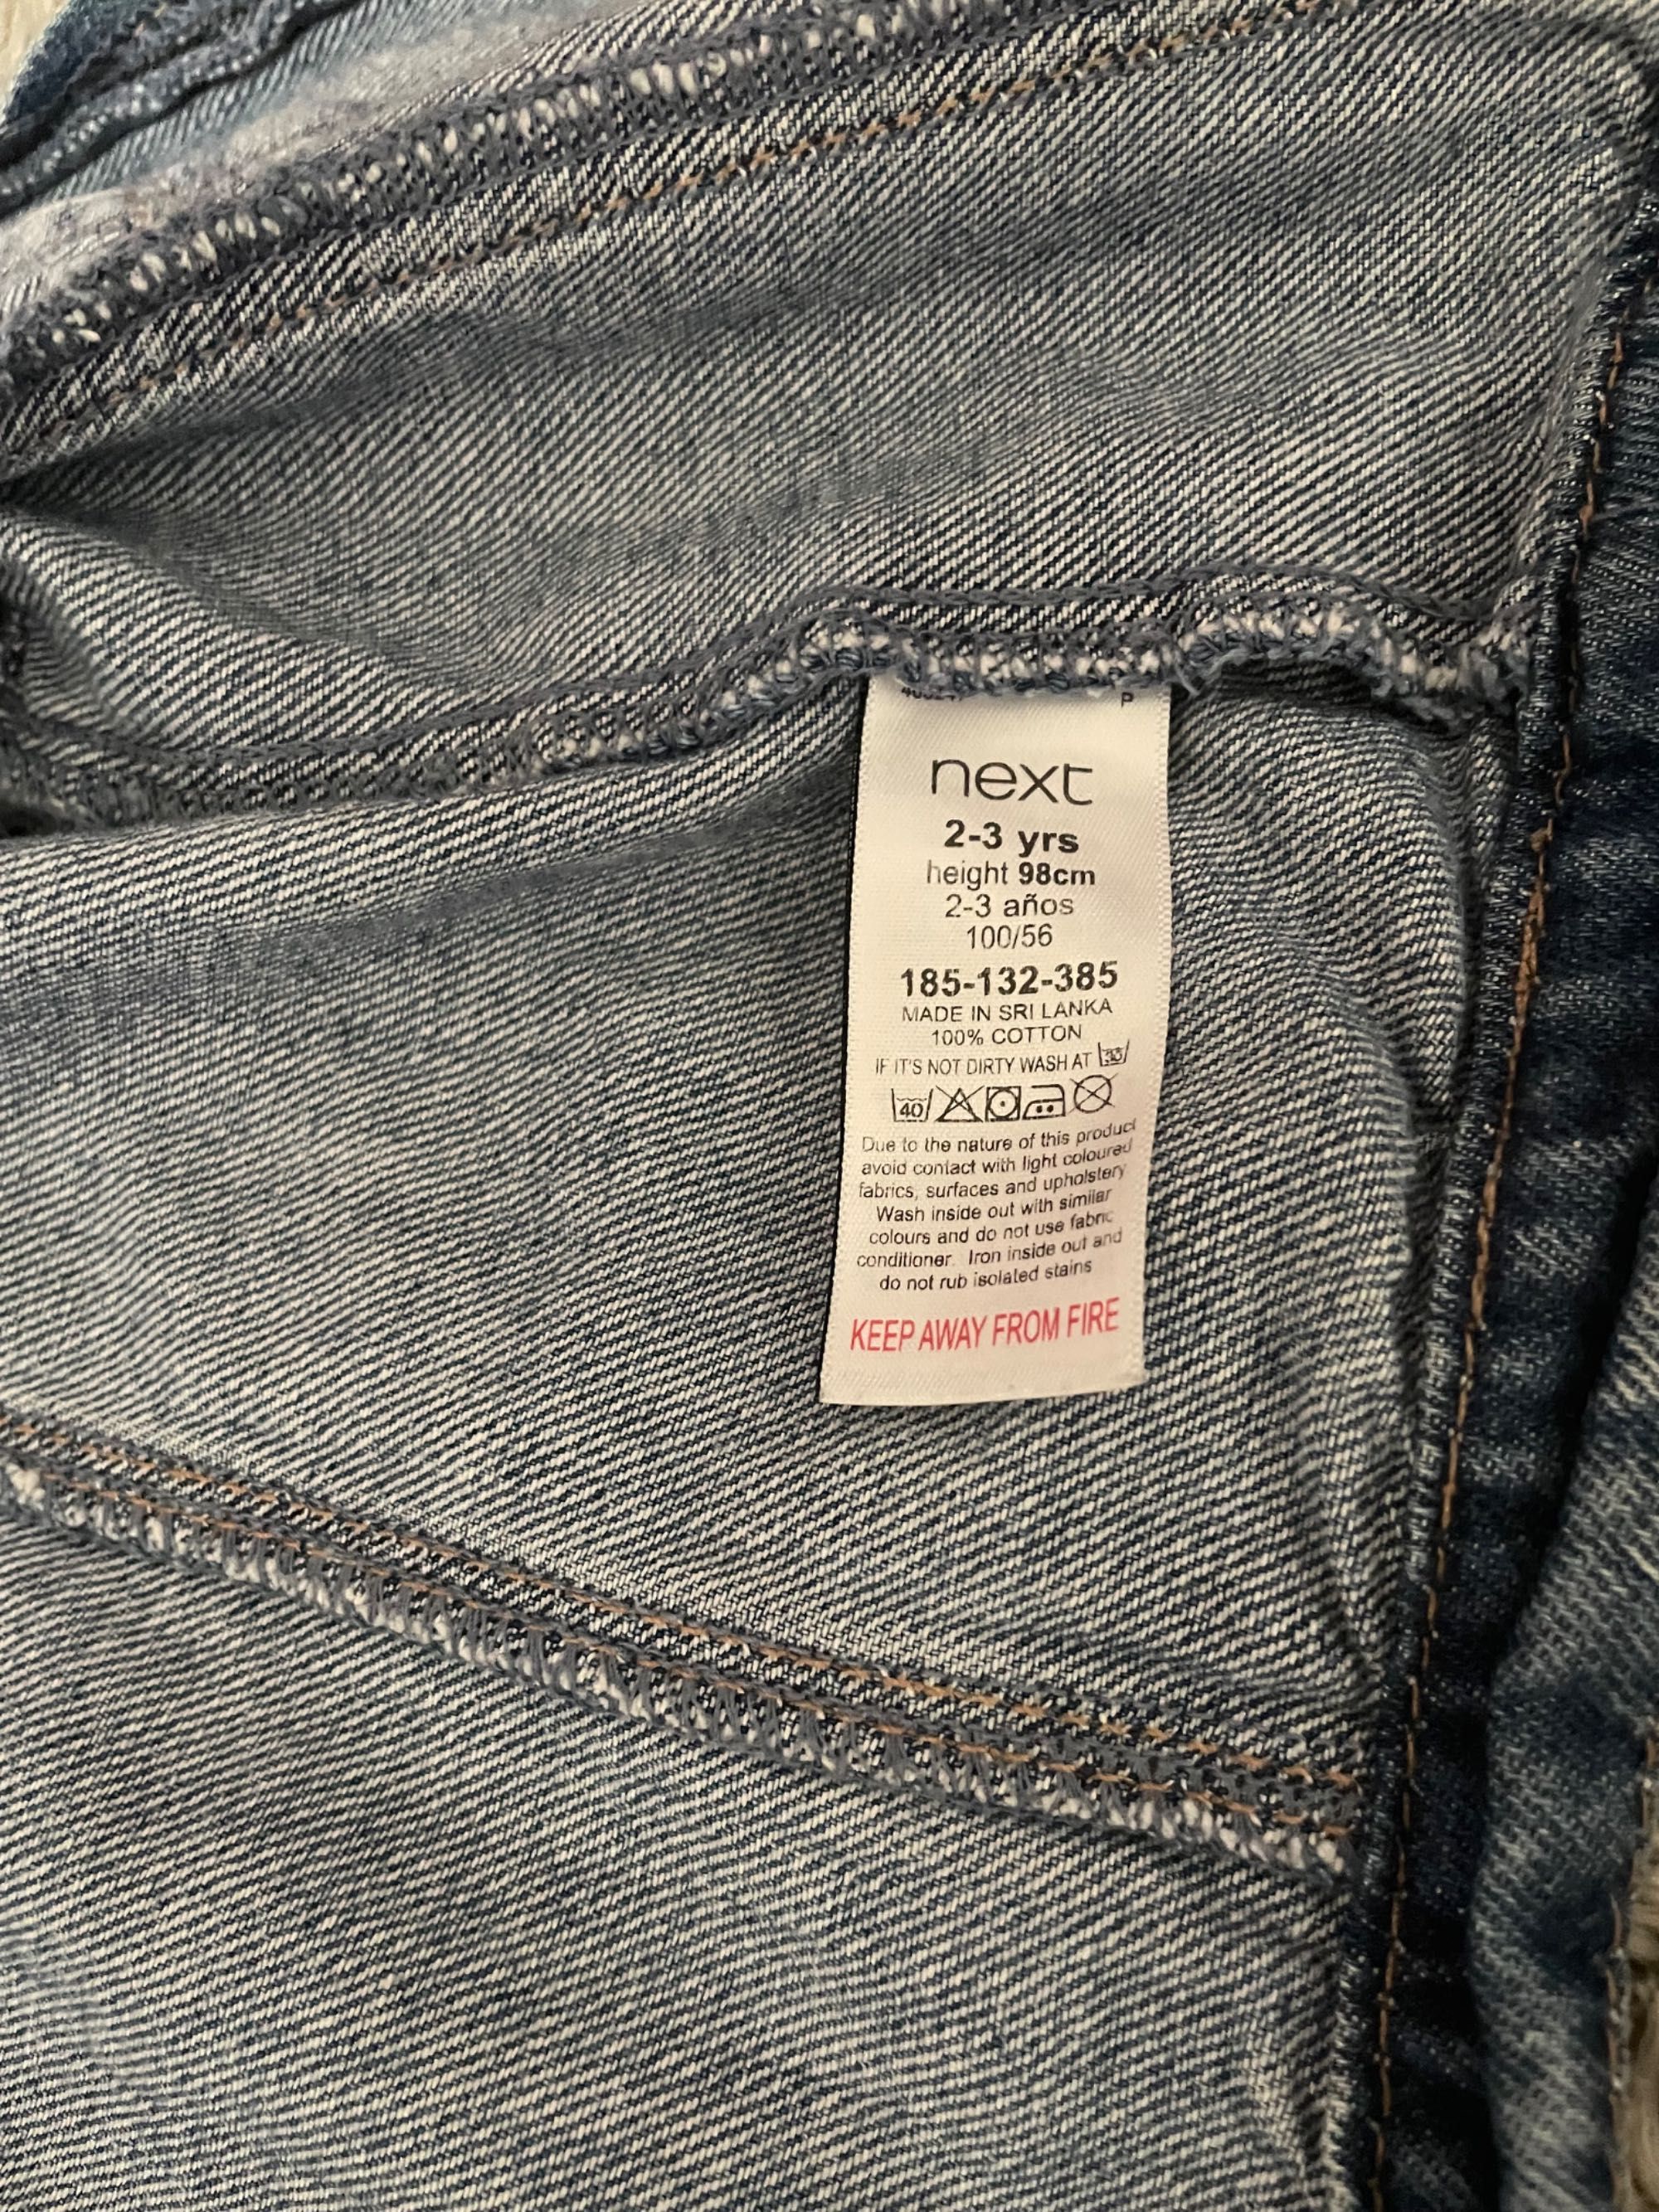 P
next
2-3 yrs
height 98cm
2-3 años
100/56
185-132-385
MADE IN SRI LANKA
100% COTTON
IF IT'S NOT DIRTY WASH AT 30
40
Due to the nature of this product
avoid contact with light coloured
fabrics, surfaces and upholstery
Wash inside out with similar
colours and do not use fabric
conditioner. Iron inside out and
do not rub isolated stains
KEEP AWAY FROM FIRE